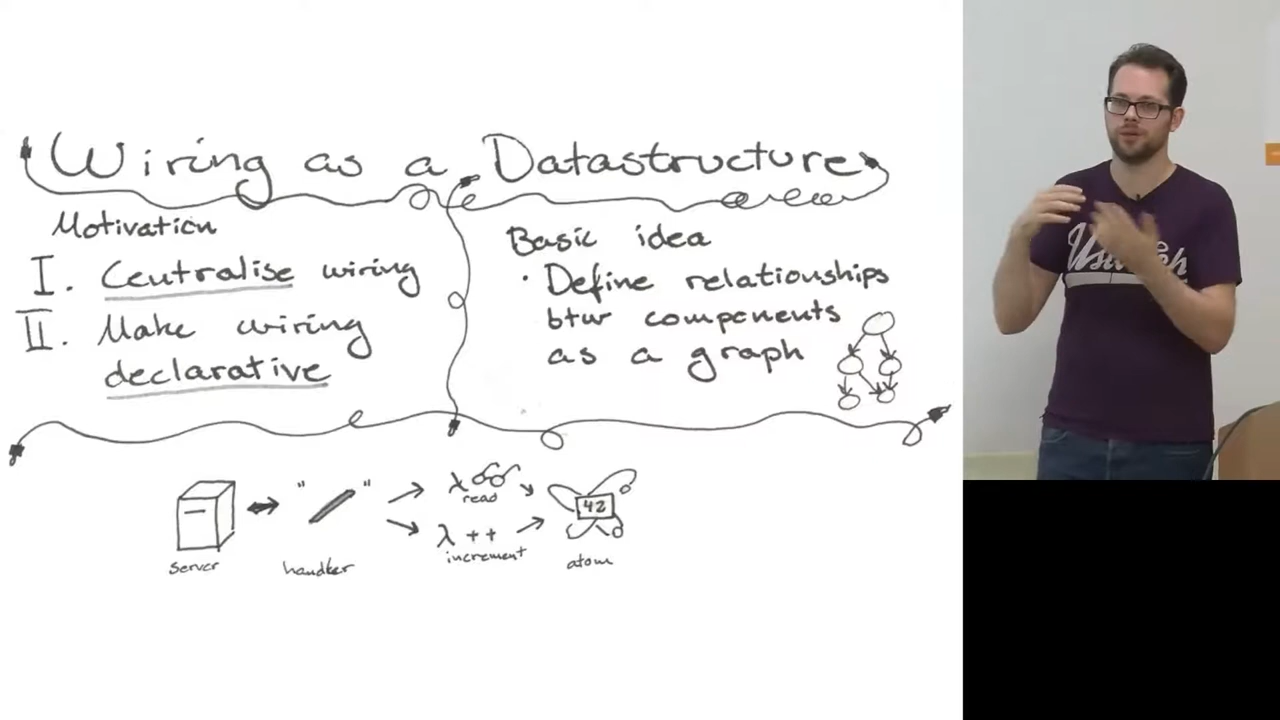 Wiring as a Datastructure
Motivation
I. Centralise wiring
II. Make wiring
declarative
Basic idea
• Define relationships
btw components
as a graph
" "
λ
read
λ ++
increment
42
server
handler
atom